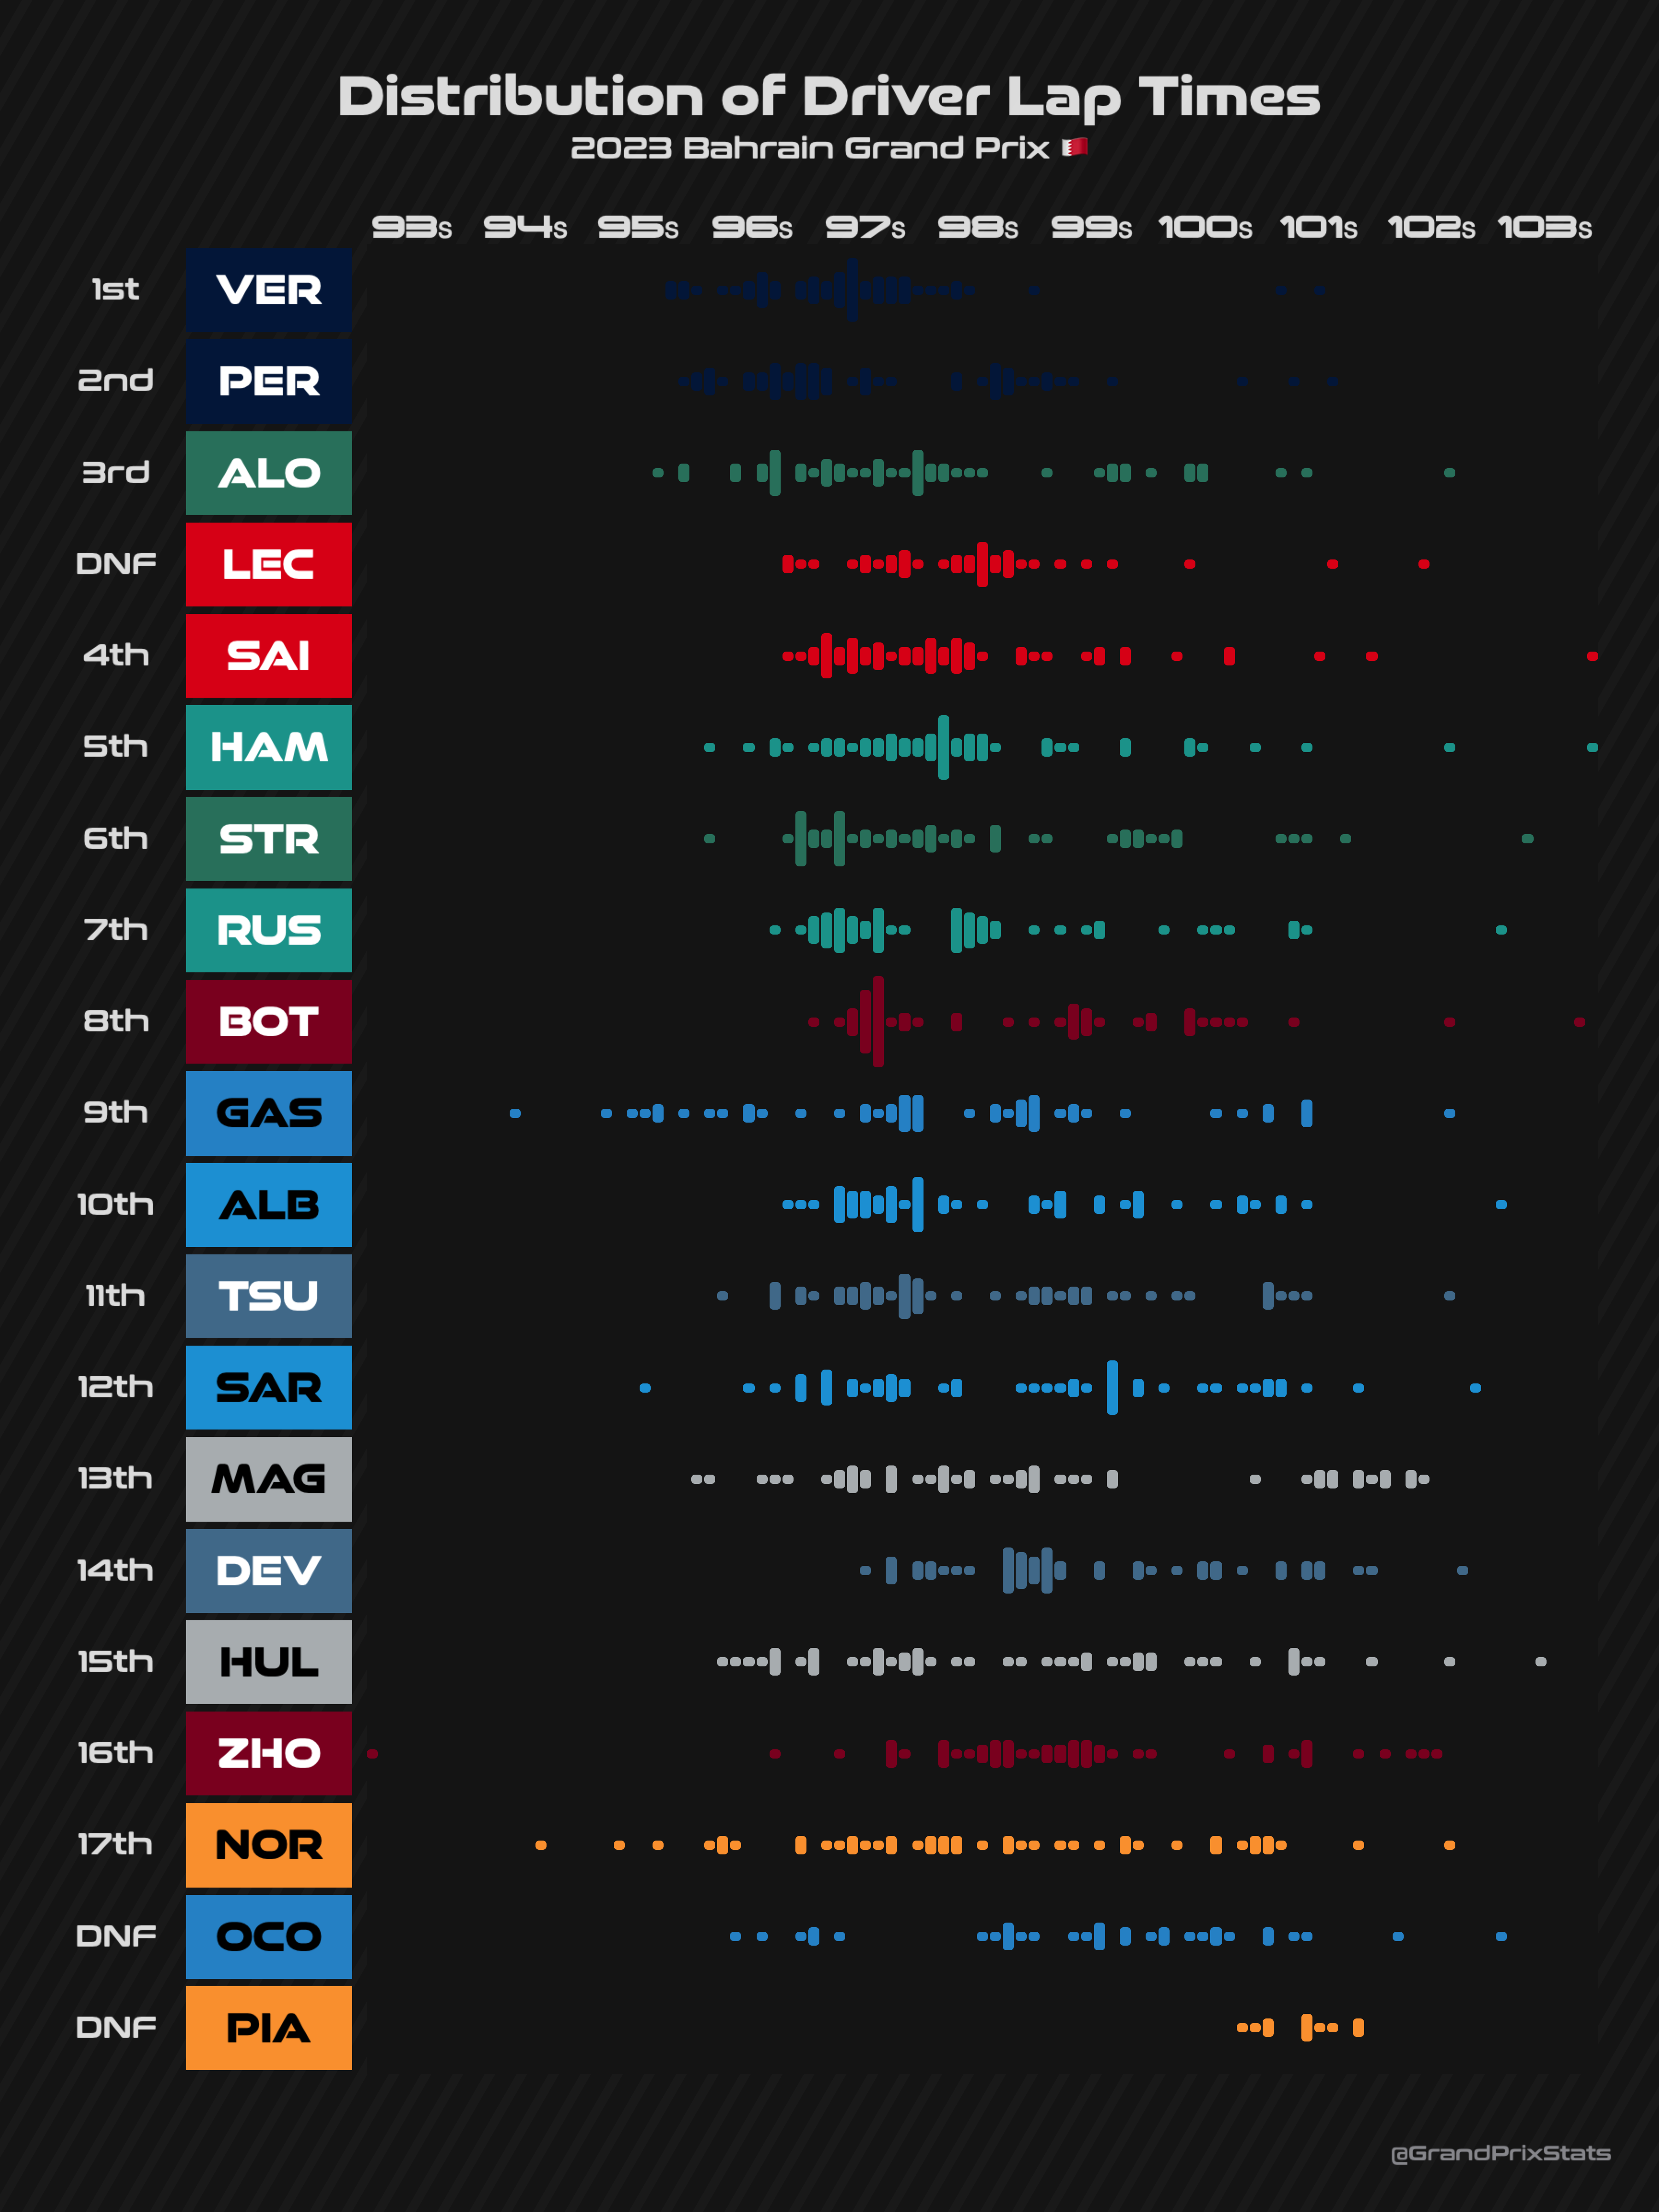 Distribution of Driver Lap Times
2023 Bahrain Grand Prix 🇧🇭
93s 94s 95s 96s 97s 98s 99s 100s 101s 102s 103s
1st VER
2nd PER
3rd ALO
DNF LEC
4th SAI
5th HAM
6th STR
7th RUS
8th BOT
9th GAS
10th ALB
11th TSU
12th SAR
13th MAG
14th DEV
15th HUL
16th ZHO
17th NOR
DNF OCO
DNF PIA
@GrandPrixStats